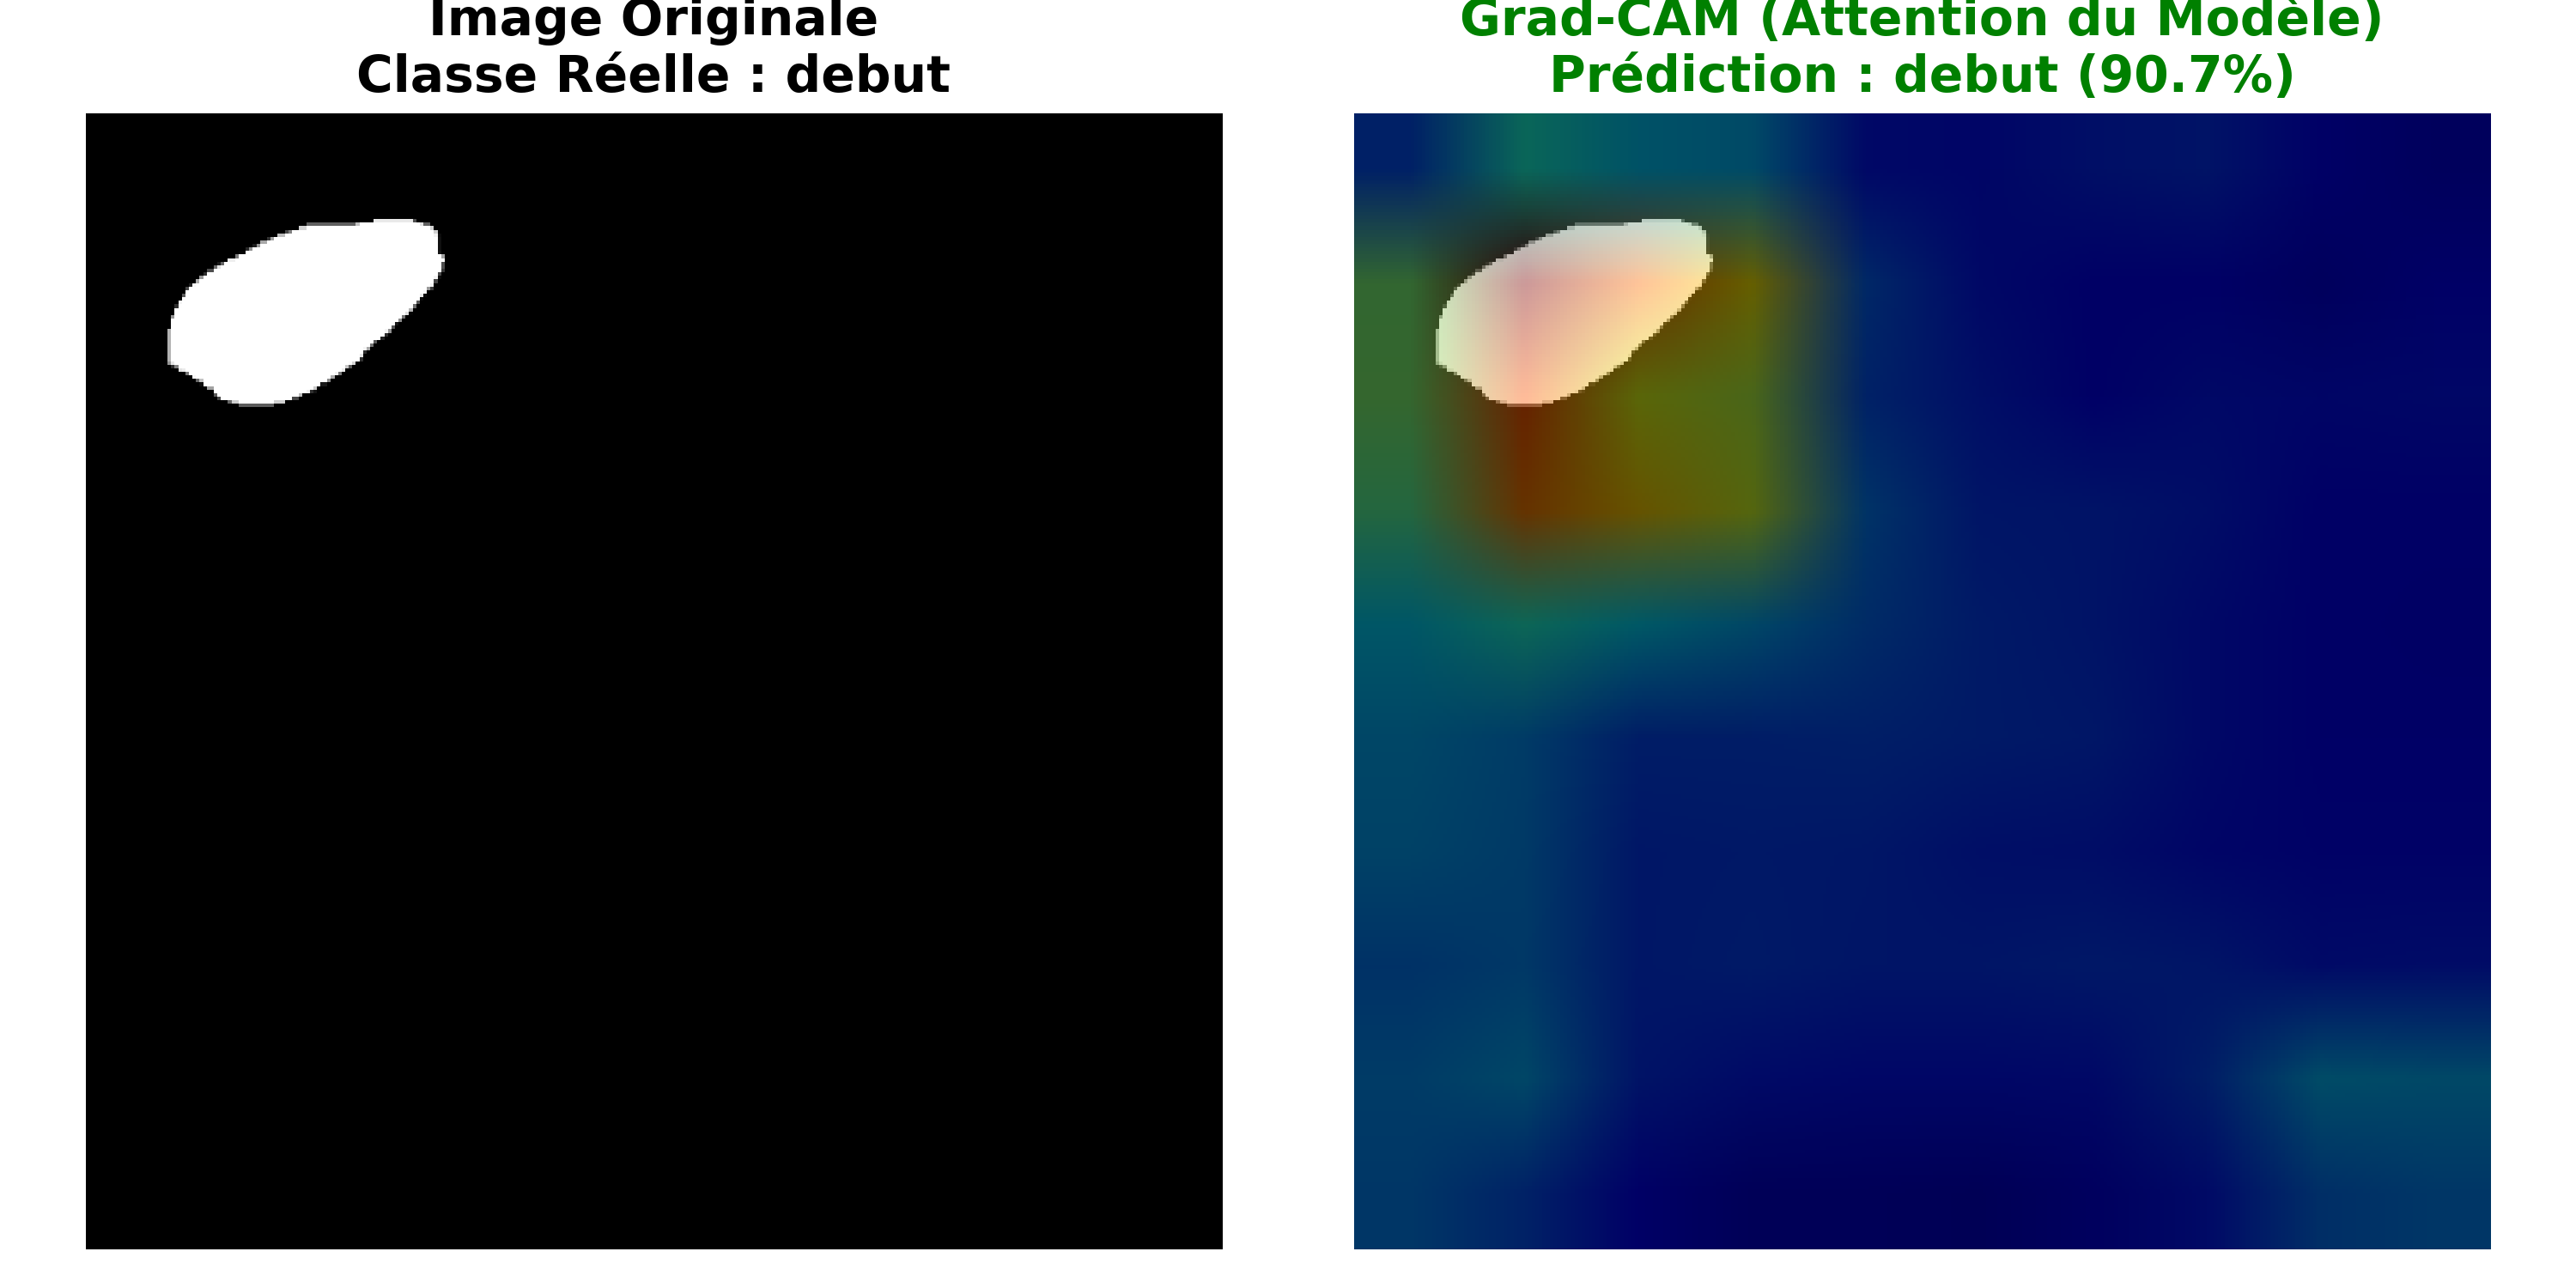 Image Originale
Classe Réelle : debut
Grad-CAM (Attention du Modèle)
Prédiction : debut (90.7%)